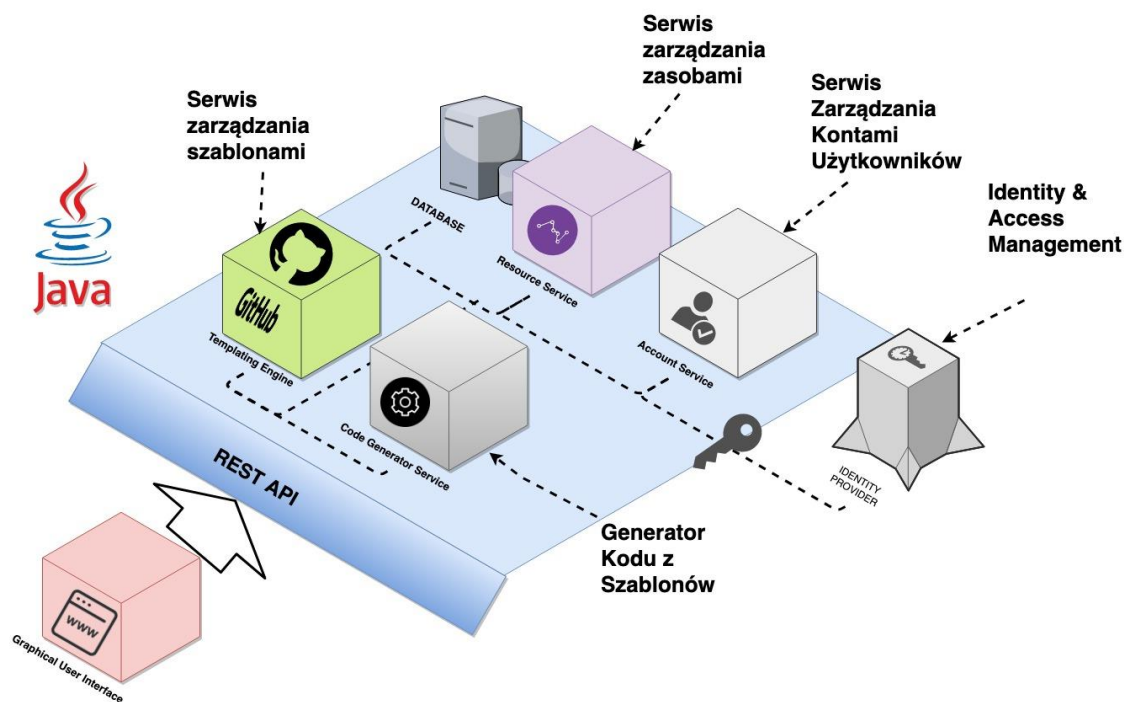 Serwis
zarządzania
zasobami
Serwis
zarządzania
szablonami
Serwis
Zarządzania
Kontami
Użytkowników
Identity &
Access
Management
Java
DATABASE
Resource Service
GitHub
Templating Engine
Account Service
Code Generator Service
IDENTITY
PROVIDER
REST API
Generator
Kodu z
Szablonów
www
Graphical User Interface